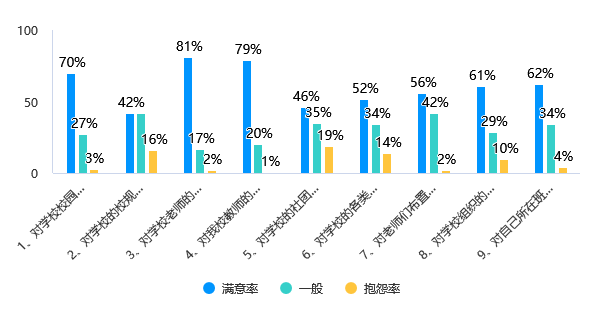 100
50
0
70%
27%
3%
42%
16%
81%
17%
2%
79%
20%
1%
46%
35%
19%
52%
34%
14%
56%
42%
2%
61%
29%
10%
62%
34%
4%
1、对学校校园...
2、对学校的校规...
3、对学校老师的...
4、对我校教师的...
5、对学校的社团...
6、对学校的各类...
7、对老师们布置...
8、对学校组织的...
9、对自己所在班...
满意率 一般 抱怨率